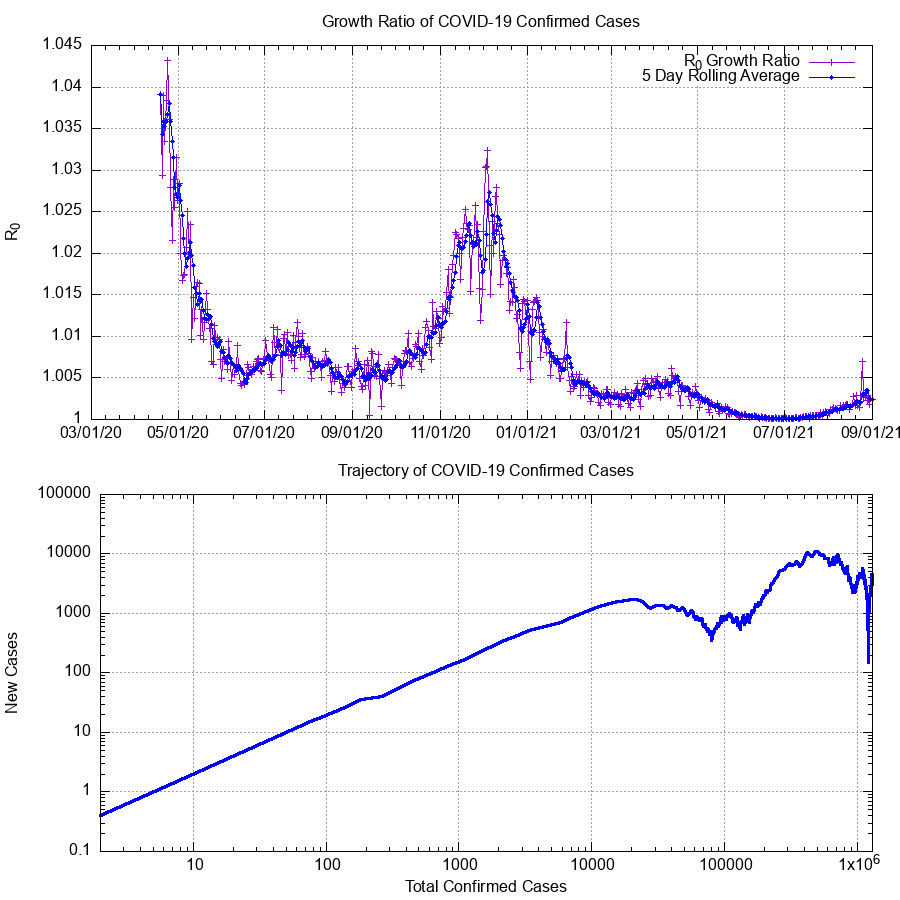 Growth Ratio of COVID-19 Confirmed Cases
1.045
1.04
1.035
1.03
1.025
1.02
1.015
1.01
1.005
1
R0
R0 Growth Ratio
5 Day Rolling Average
03/01/20 05/01/20 07/01/20 09/01/20 11/01/20 01/01/21 03/01/21 05/01/21 07/01/21 09/01/21
Trajectory of COVID-19 Confirmed Cases
100000
10000
1000
100
10
1
0.1
New Cases
10 100 1000 10000 100000 1x10^6
Total Confirmed Cases